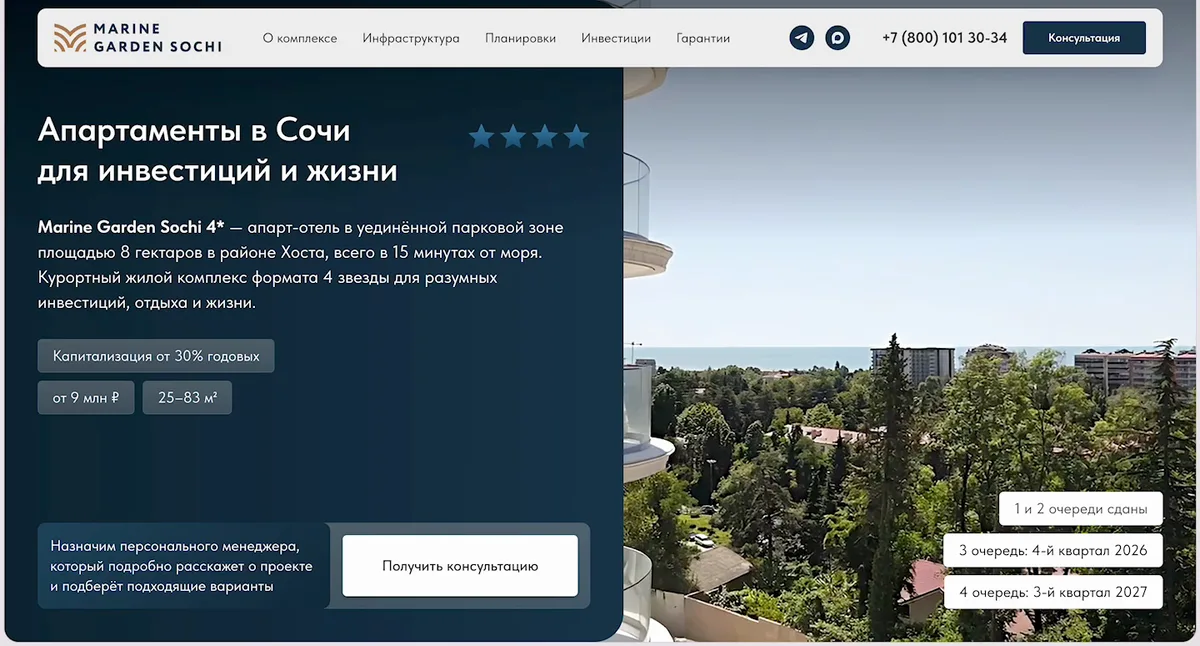 MARINE
GARDEN SOCHI
О комплексе
Инфраструктура
Планировки
Инвестиции
Гарантии
+7 (800) 101 30-34
Консультация
Апартаменты в Сочи
для инвестиций и жизни
Marine Garden Sochi 4* — апарт-отель в уединённой парковой зоне
площадью 8 гектаров в районе Хоста, всего в 15 минутах от моря.
Курортный жилой комплекс формата 4 звезды для разумных
инвестиций, отдыха и жизни.
Капитализация от 30% годовых
от 9 млн ₽
25–83 м²
Назначим персонального менеджера,
который подробно расскажет о проекте
и подберёт подходящие варианты
Получить консультацию
1 и 2 очереди сданы
3 очередь: 4-й квартал 2026
4 очередь: 3-й квартал 2027